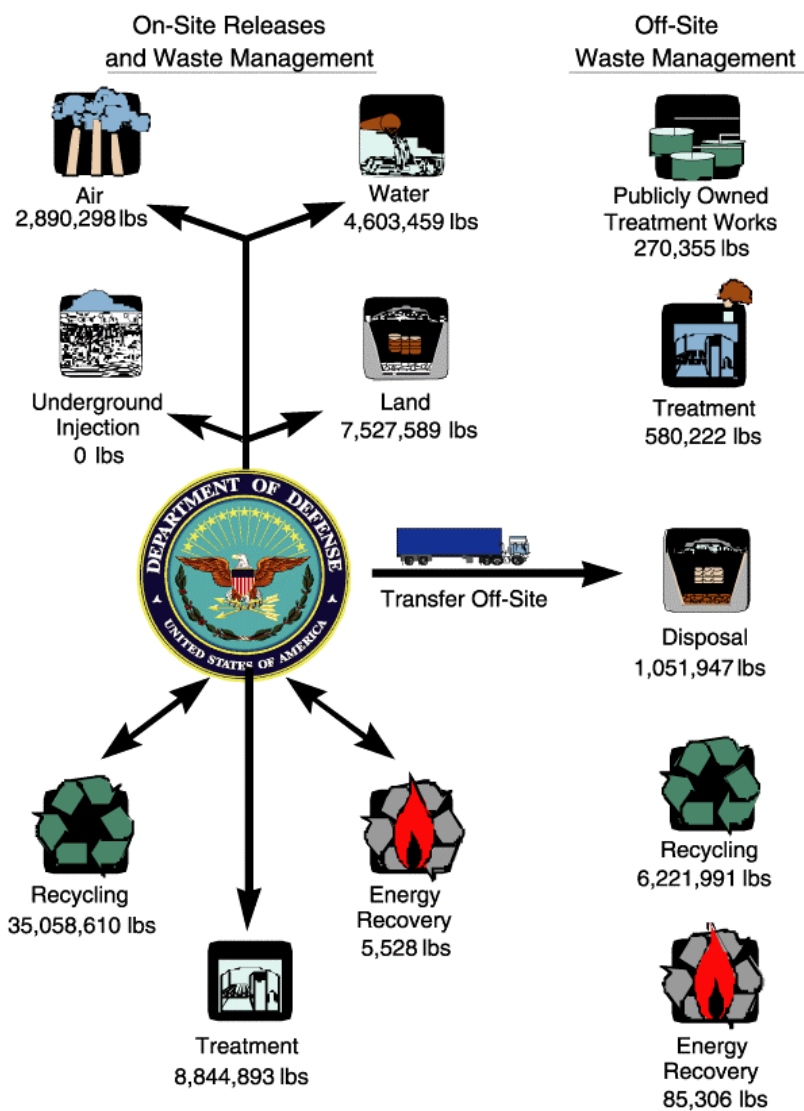 On-Site Releases
and Waste Management
Off-Site
Waste Management
Air
2,890,298 lbs
Water
4,603,459 lbs
Publicly Owned
Treatment Works
270,355 lbs
Underground
Injection
0 lbs
Land
7,527,589 lbs
Treatment
580,222 lbs
DEPARTMENT OF DEFENSE
UNITED STATES OF AMERICA
Transfer Off-Site
Disposal
1,051,947 lbs
Recycling
35,058,610 lbs
Energy
Recovery
5,528 lbs
Recycling
6,221,991 lbs
Treatment
8,844,893 lbs
Energy
Recovery
85,306 lbs